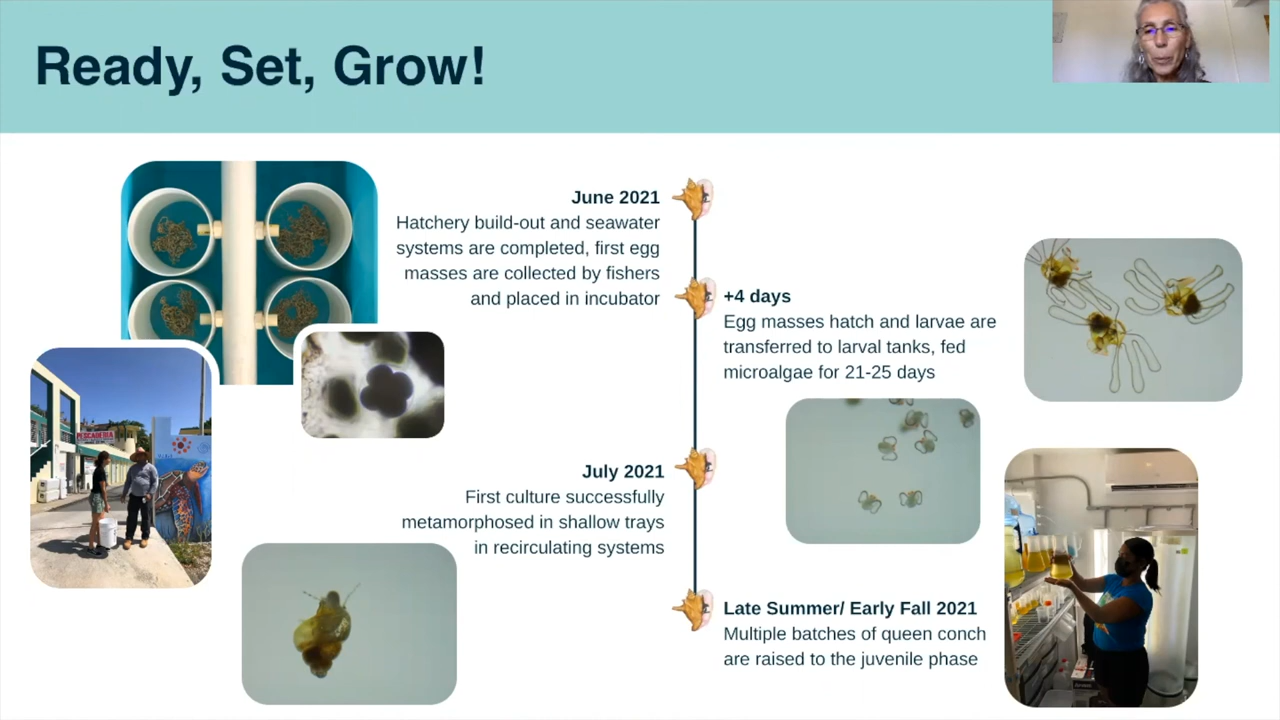 Ready, Set, Grow!
June 2021
Hatchery build-out and seawater
systems are completed, first egg
masses are collected by fishers
and placed in incubator
+4 days
Egg masses hatch and larvae are
transferred to larval tanks, fed
microalgae for 21-25 days
PESCADERIA
July 2021
First culture successfully
metamorphosed in shallow trays
in recirculating systems
Late Summer/ Early Fall 2021
Multiple batches of queen conch
are raised to the juvenile phase